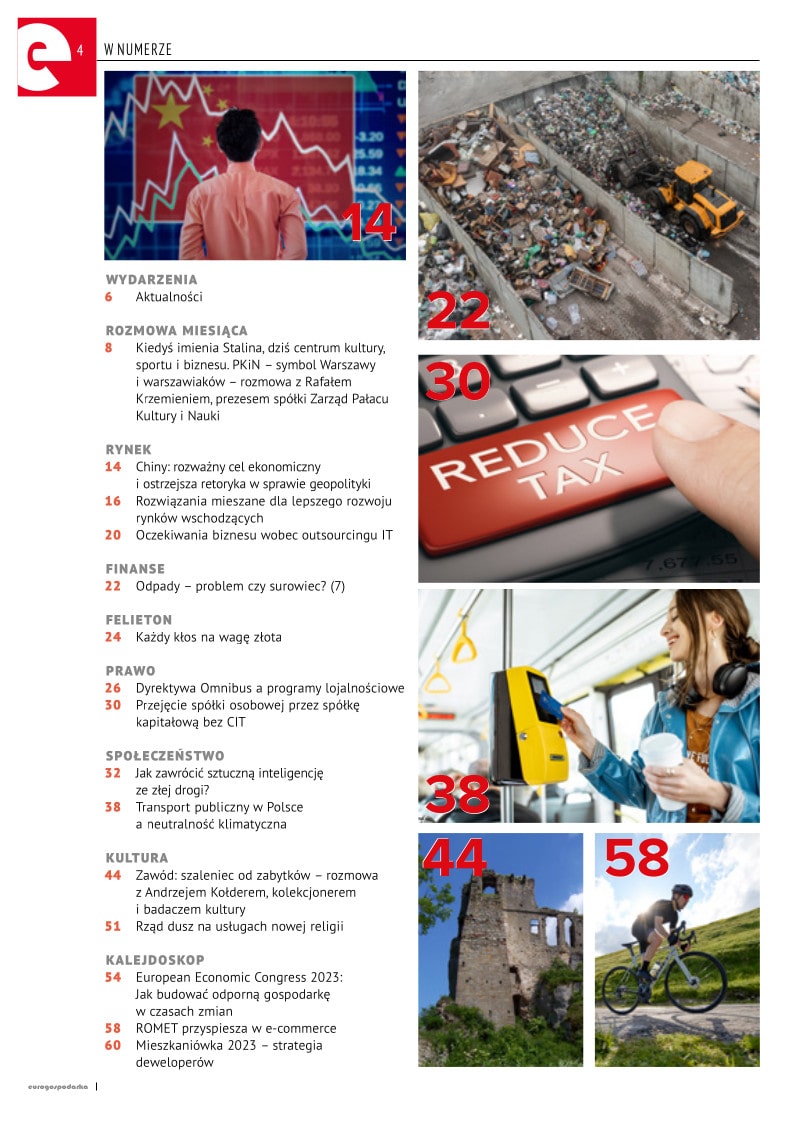 e
4
W NUMERZE
14
22
30
REDUCE
TAX
7,677.55
38
44
58
WYDARZENIA
6 Aktualności
ROZMOWA MIESIĄCA
8 Kiedyś imienia Stalina, dziś centrum kultury,
sportu i biznesu. PKiN – symbol Warszawy
i warszawiaków – rozmowa z Rafałem
Krzemieniem, prezesem spółki Zarząd Pałacu
Kultury i Nauki
RYNEK
14 Chiny: rozważny cel ekonomiczny
i ostrzejsza retoryka w sprawie geopolityki
16 Rozwiązania mieszane dla lepszego rozwoju
rynków wschodzących
20 Oczekiwania biznesu wobec outsourcingu IT
FINANSE
22 Odpady – problem czy surowiec? (7)
FELIETON
24 Każdy kłos na wagę złota
PRAWO
26 Dyrektywa Omnibus a programy lojalnościowe
30 Przejęcie spółki osobowej przez spółkę
kapitałową bez CIT
SPOŁECZEŃSTWO
32 Jak zawrócić sztuczną inteligencję
ze złej drogi?
38 Transport publiczny w Polsce
a neutralność klimatyczna
KULTURA
44 Zawód: szaleniec od zabytków – rozmowa
z Andrzejem Kołderem, kolekcjonerem
i badaczem kultury
51 Rząd dusz na usługach nowej religii
KALEJDOSKOP
54 European Economic Congress 2023:
Jak budować odporną gospodarkę
w czasach zmian
58 ROMET przyspiesza w e-commerce
60 Mieszkaniówka 2023 – strategia
deweloperów
eurogospodarka